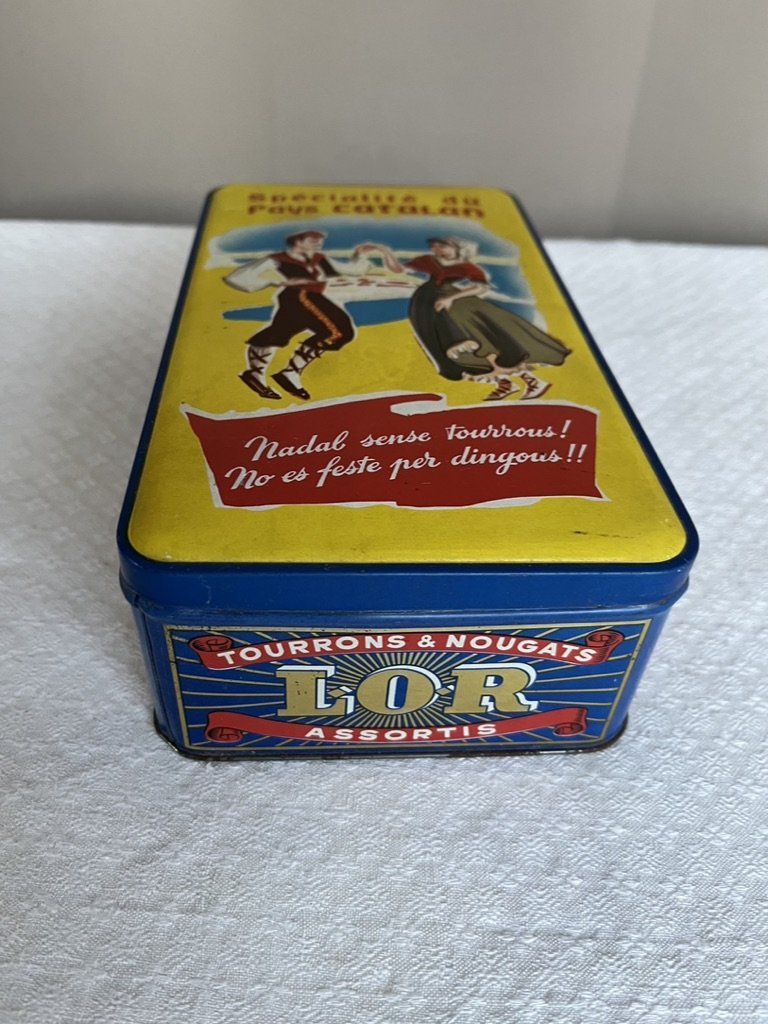 Spécialité du
Pays CATALAN
Nadal sense tourrous!
No es feste per dingous!!
TOURRONS & NOUGATS
L·O·R
ASSORTIS